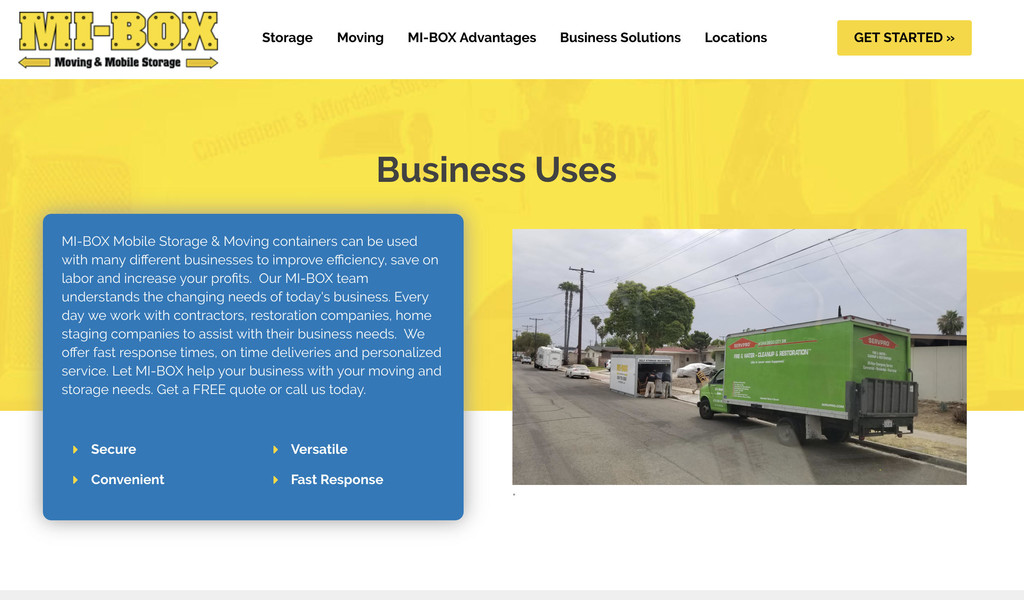 MI-BOX
Moving & Mobile Storage
Storage
Moving
MI-BOX Advantages
Business Solutions
Locations
GET STARTED »
Convenient & Affordable
MI-BOX
Business Uses
MI-BOX Mobile Storage & Moving containers can be used
with many different businesses to improve efficiency, save on
labor and increase your profits.  Our MI-BOX team
understands the changing needs of today's business. Every
day we work with contractors, restoration companies, home
staging companies to assist with their business needs.  We
offer fast response times, on time deliveries and personalized
service. Let MI-BOX help your business with your moving and
storage needs. Get a FREE quote or call us today.
Secure
Versatile
Convenient
Fast Response
SERVPRO
FIRE & WATER - CLEANUP & RESTORATION
SERVPRO
.